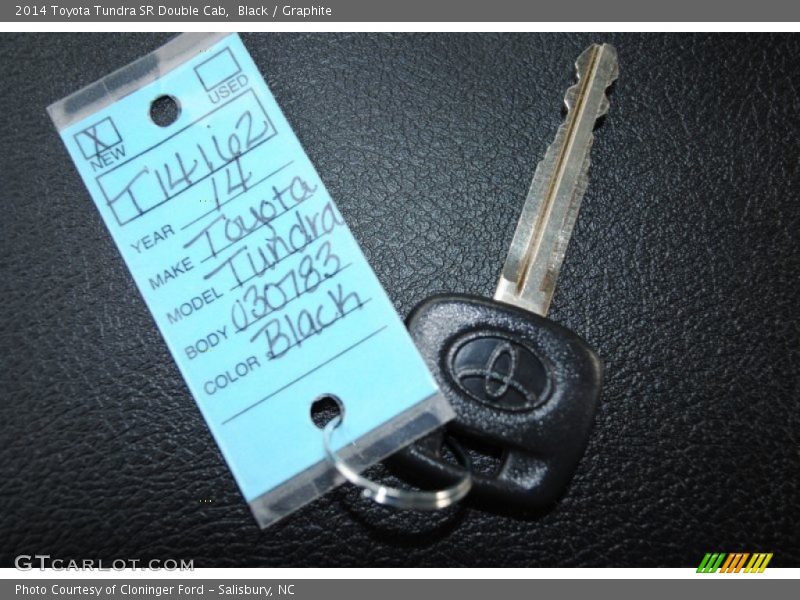 2014 Toyota Tundra SR Double Cab,  Black / Graphite
USED
X NEW
T14162
YEAR 14
MAKE Toyota
MODEL Tundra
BODY 030783
COLOR Black
GTCARLOT.COM
Photo Courtesy of Cloninger Ford – Salisbury, NC